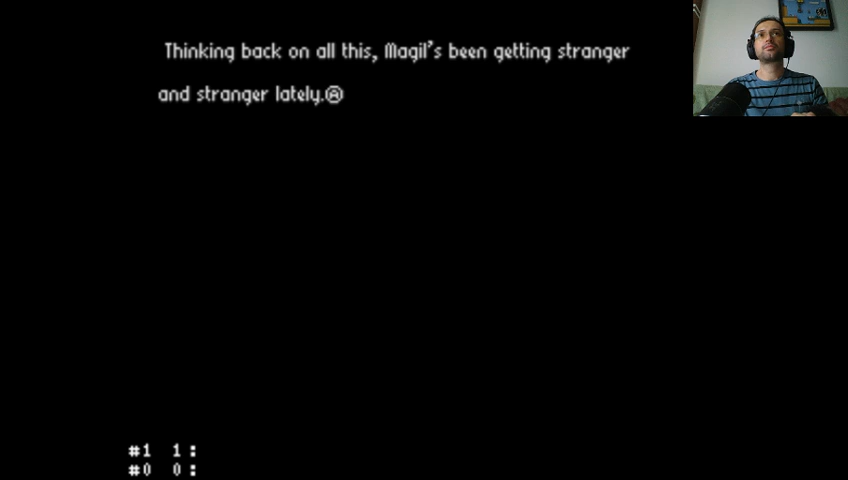 Thinking back on all this, Magil's been getting stranger
and stranger lately.Ⓐ
#1 1:
#0 0: